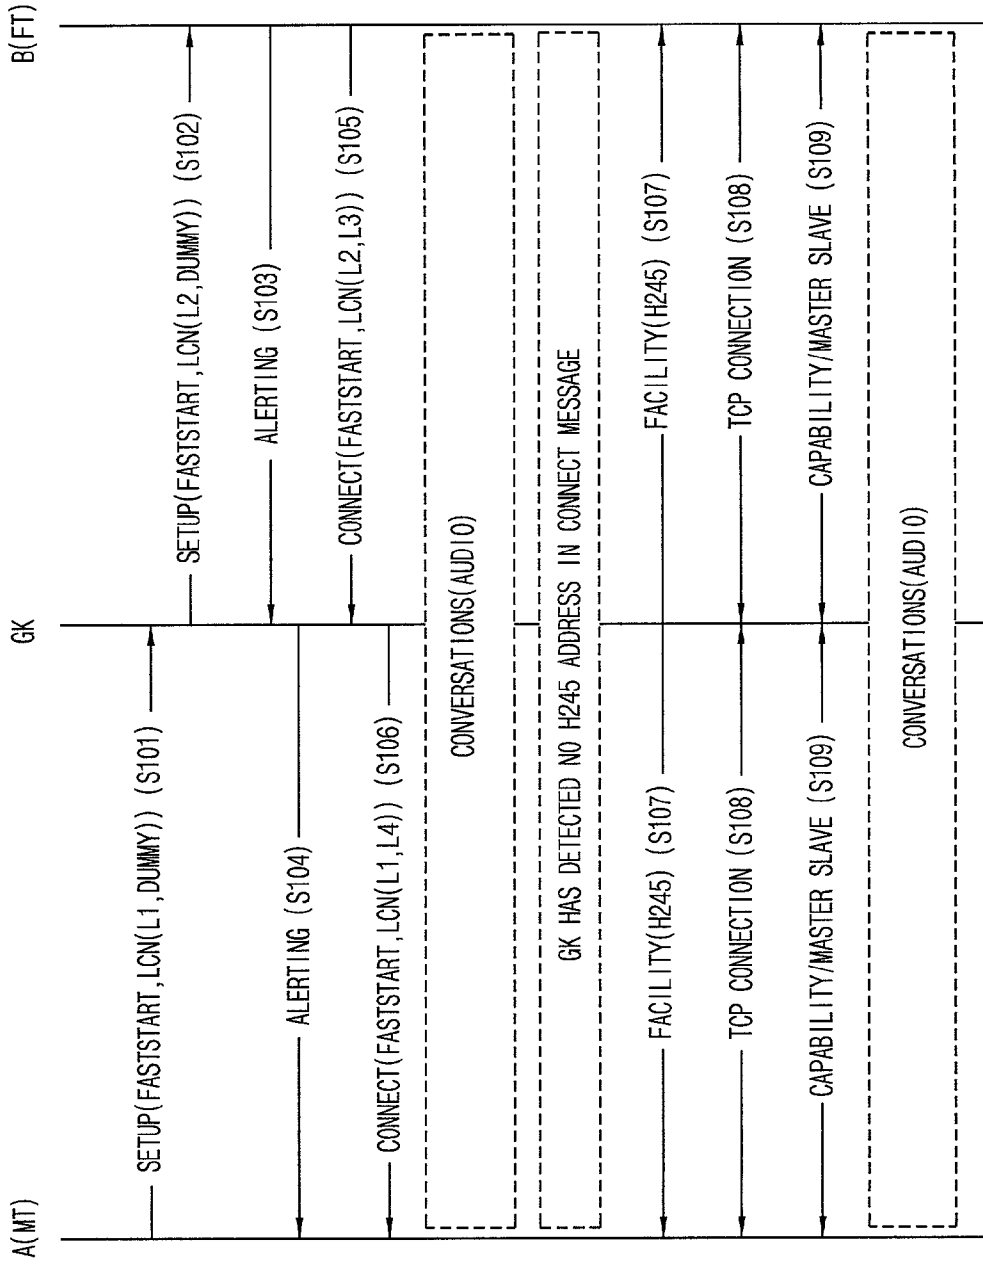 A(MT)
GK
B(FT)
SETUP(FASTSTART,LCN(L1,DUMMY)) (S101)
SETUP(FASTSTART,LCN(L2,DUMMY)) (S102)
ALERTING (S103)
ALERTING (S104)
CONNECT(FASTSTART,LCN(L2,L3)) (S105)
CONNECT(FASTSTART,LCN(L1,L4)) (S106)
CONVERSATIONS(AUDIO)
GK HAS DETECTED NO H245 ADDRESS IN CONNECT MESSAGE
FACILITY(H245) (S107)
FACILITY(H245) (S107)
TCP CONNECTION (S108)
TCP CONNECTION (S108)
CAPABILITY/MASTER SLAVE (S109)
CAPABILITY/MASTER SLAVE (S109)
CONVERSATIONS(AUDIO)